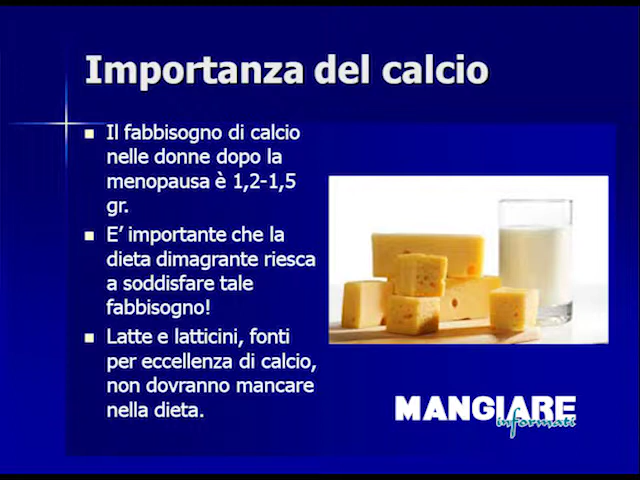 Importanza del calcio
Il fabbisogno di calcio
nelle donne dopo la
menopausa è 1,2-1,5
gr.
E' importante che la
dieta dimagrante riesca
a soddisfare tale
fabbisogno!
Latte e latticini, fonti
per eccellenza di calcio,
non dovranno mancare
nella dieta.
MANGIARE
informati